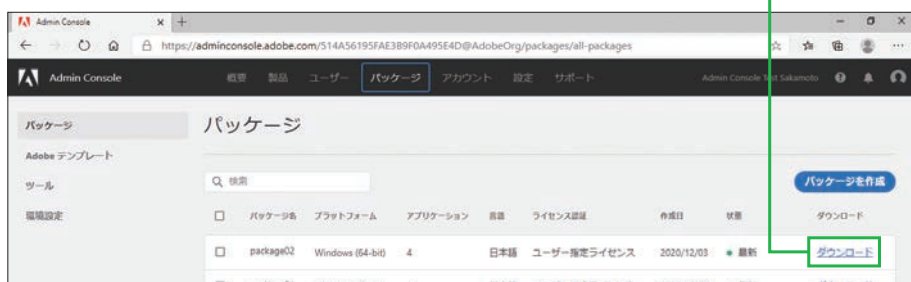 Admin Console
https://adminconsole.adobe.com/514A56195FAE3B9F0A495E4D@AdobeOrg/packages/all-packages
Admin Console 概要 製品 ユーザー パッケージ アカウント 設定 サポート Admin Console Test Sakamoto
パッケージ
Adobe テンプレート
ツール
環境設定
パッケージ
検索
パッケージを作成
パッケージ名 プラットフォーム アプリケーション 言語 ライセンス認証 作成日 状態 ダウンロード
package02 Windows (64-bit) 4 日本語 ユーザー指定ライセンス 2020/12/03 最新 ダウンロード